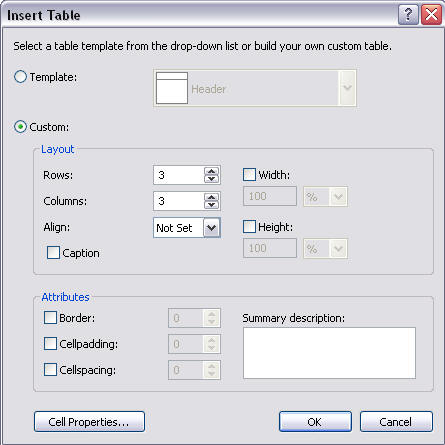 Insert Table
Select a table template from the drop-down list or build your own custom table.
Template:
Header
Custom:
Layout
Rows: 3
Width:
Columns: 3
100 %
Align: Not Set
Height:
Caption
100 %
Attributes
Border: 0
Summary description:
Cellpadding: 0
Cellspacing: 0
Cell Properties... OK Cancel